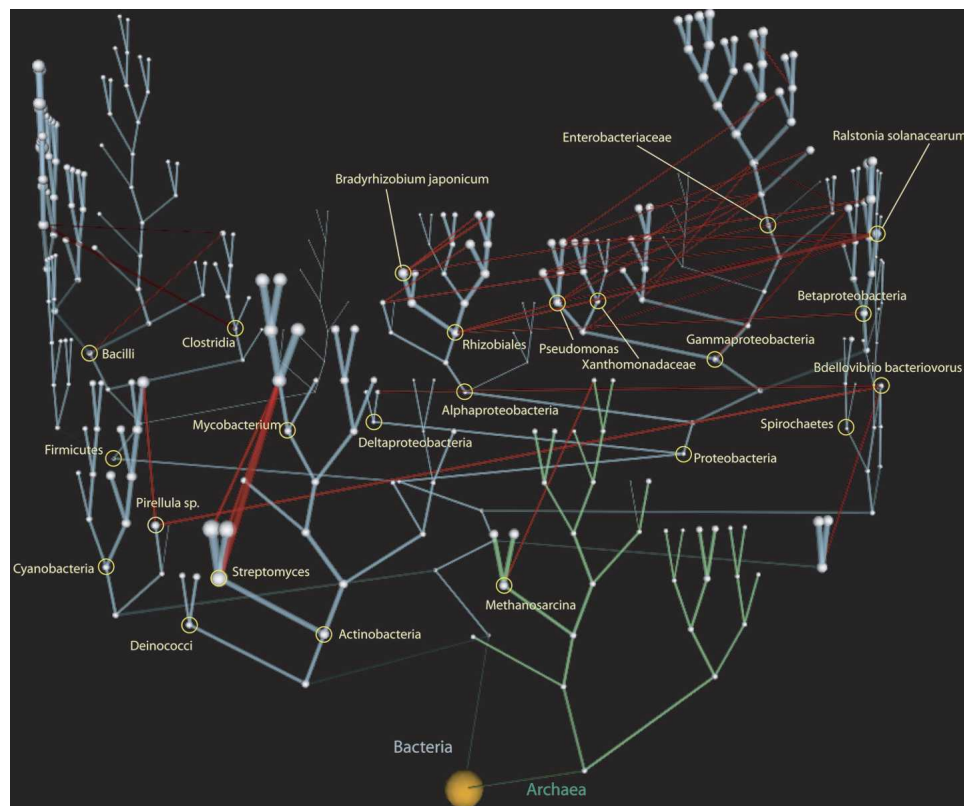 Enterobacteriaceae
Ralstonia solanacearum
Bradyrhizobium japonicum
Betaproteobacteria
Bacilli
Clostridia
Rhizobiales
Pseudomonas
Gammaproteobacteria
Xanthomonadaceae
Bdellovibrio bacteriovorus
Alphaproteobacteria
Mycobacterium
Deltaproteobacteria
Spirochaetes
Firmicutes
Proteobacteria
Pirellula sp.
Cyanobacteria
Streptomyces
Methanosarcina
Deinococci
Actinobacteria
Bacteria
Archaea